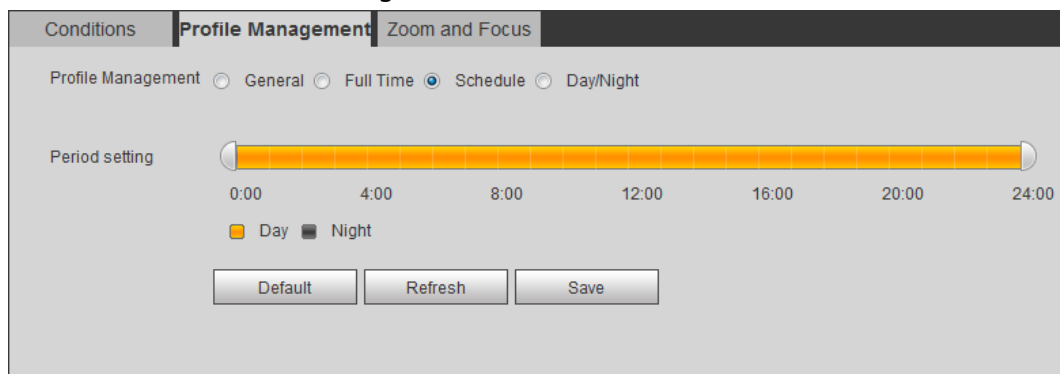 Conditions Profile Management Zoom and Focus
Profile Management General Full Time Schedule Day/Night
Period setting
0:00 4:00 8:00 12:00 16:00 20:00 24:00
Day Night
Default Refresh Save